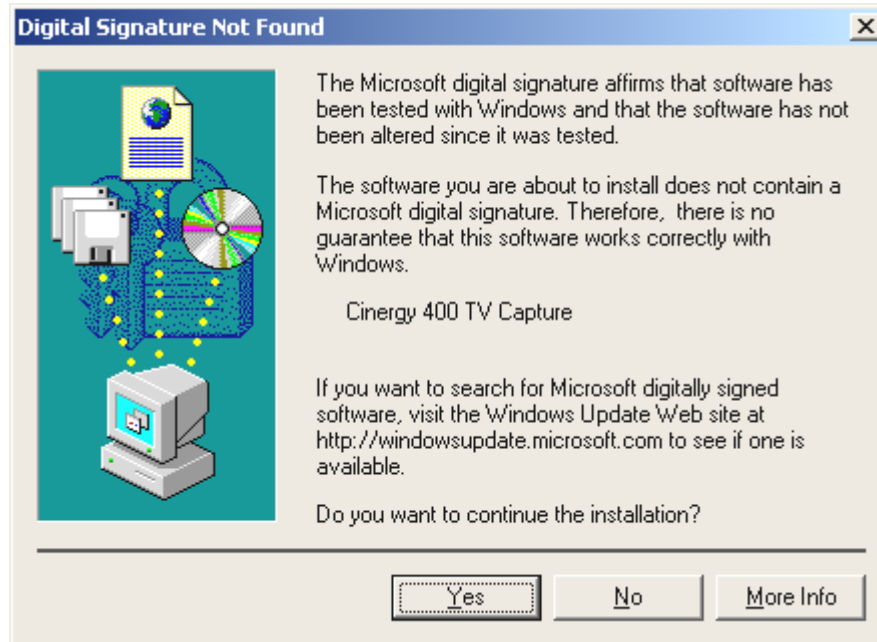 Digital Signature Not Found
The Microsoft digital signature affirms that software has
been tested with Windows and that the software has not
been altered since it was tested.
The software you are about to install does not contain a
Microsoft digital signature. Therefore,  there is no
guarantee that this software works correctly with
Windows.
Cinergy 400 TV Capture
If you want to search for Microsoft digitally signed
software, visit the Windows Update Web site at
http://windowsupdate.microsoft.com to see if one is
available.
Do you want to continue the installation?
Yes No More Info